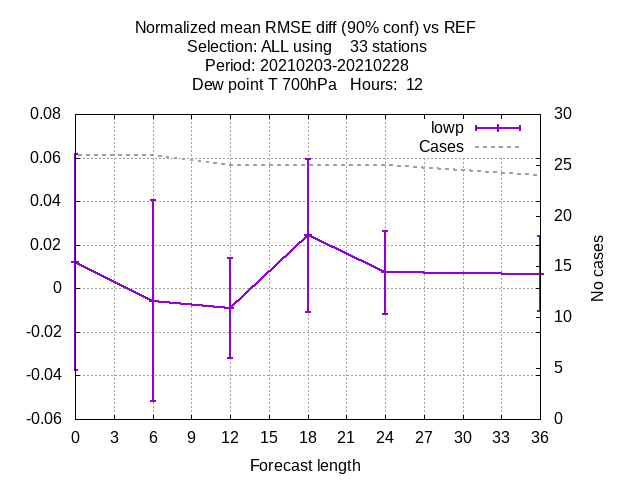 Normalized mean RMSE diff (90% conf) vs REF
Selection: ALL using    33 stations
Period: 20210203-20210228
Dew point T 700hPa   Hours:  12
0.08
0.06
0.04
0.02
0
-0.02
-0.04
-0.06
30
25
20
15
10
5
0
lowp
Cases
No cases
0 3 6 9 12 15 18 21 24 27 30 33 36
Forecast length